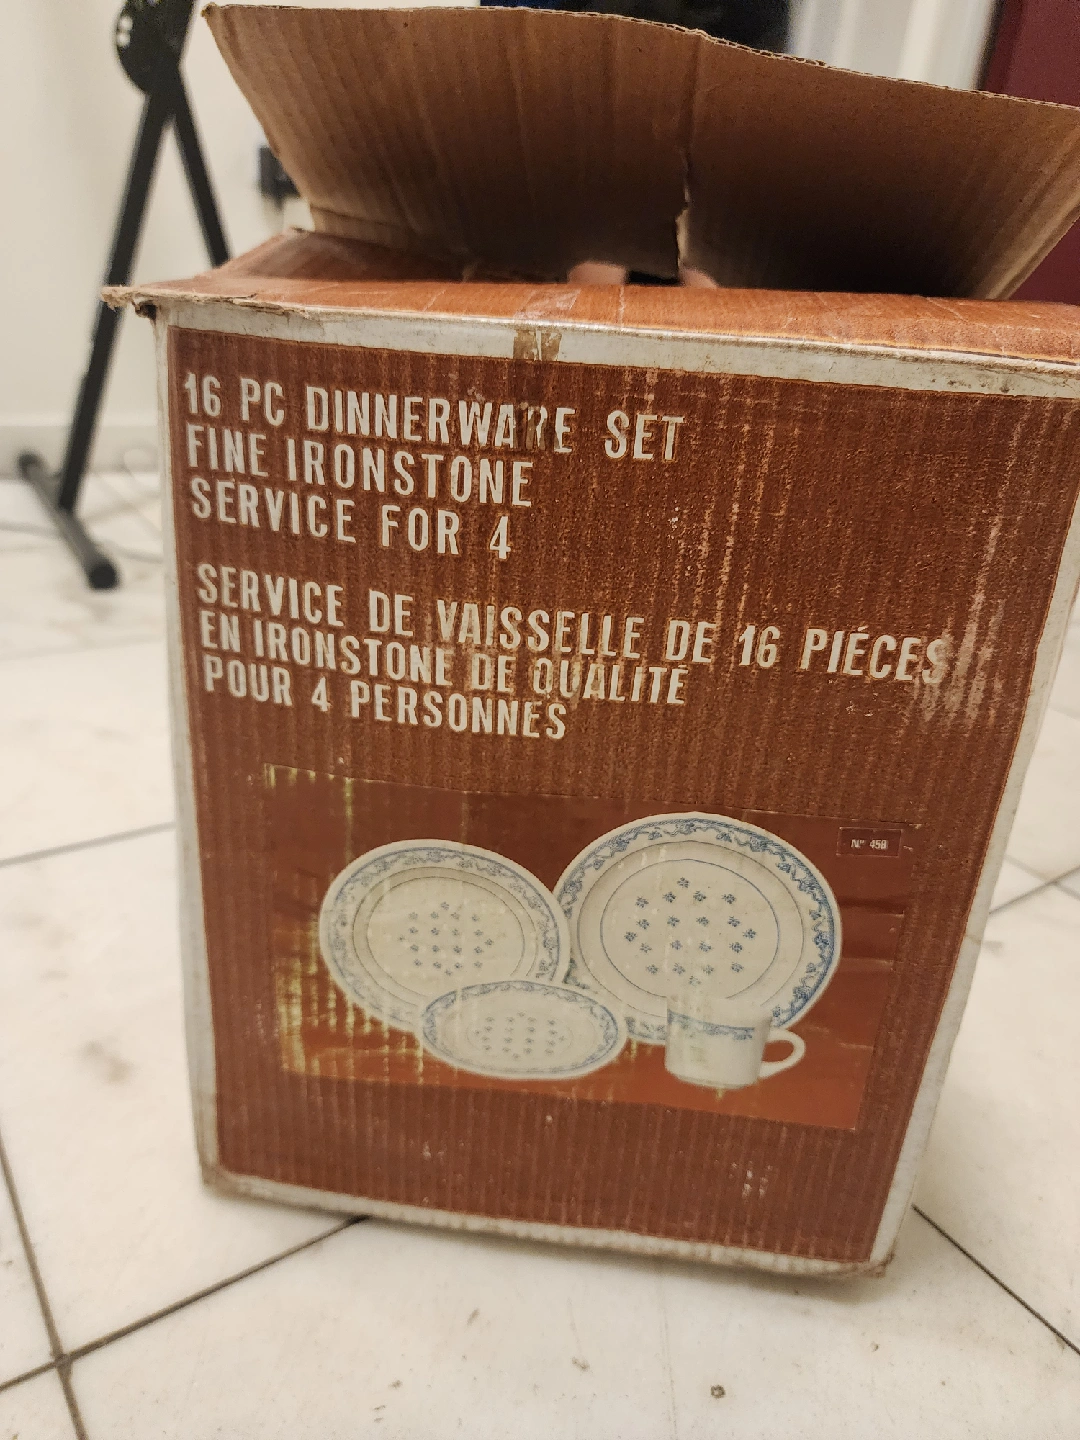 16 PC DINNERWARE SET
FINE IRONSTONE
SERVICE FOR 4
SERVICE DE VAISSELLE DE 16 PIÉCES
EN IRONSTONE DE QUALITÉ
POUR 4 PERSONNES
N° 458